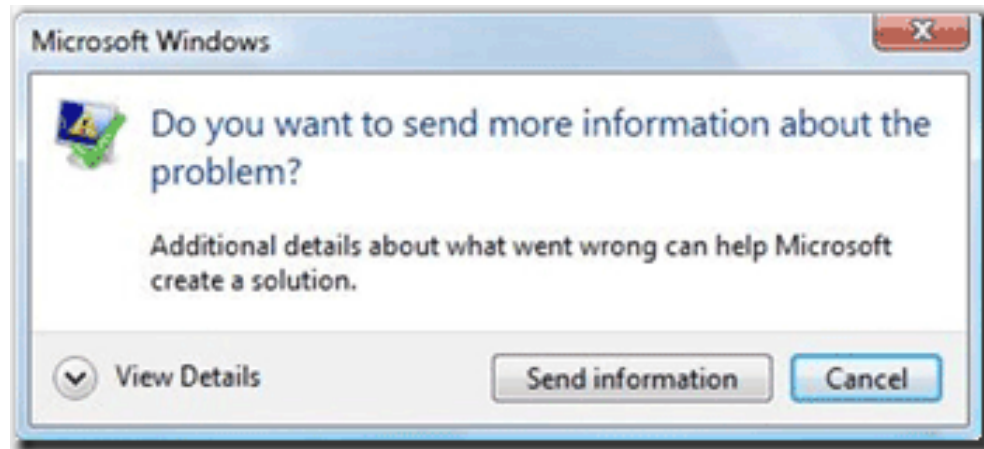 Microsoft Windows
Do you want to send more information about the
problem?
Additional details about what went wrong can help Microsoft
create a solution.
View Details
Send information
Cancel